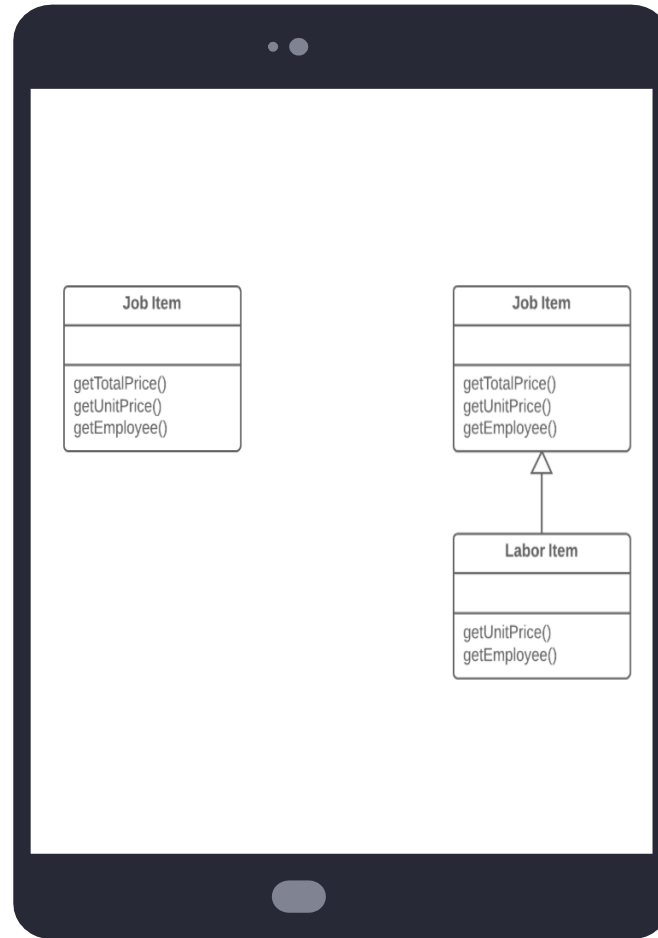 Job Item
getTotalPrice()
getUnitPrice()
getEmployee()
Job Item
getTotalPrice()
getUnitPrice()
getEmployee()
Labor Item
getUnitPrice()
getEmployee()